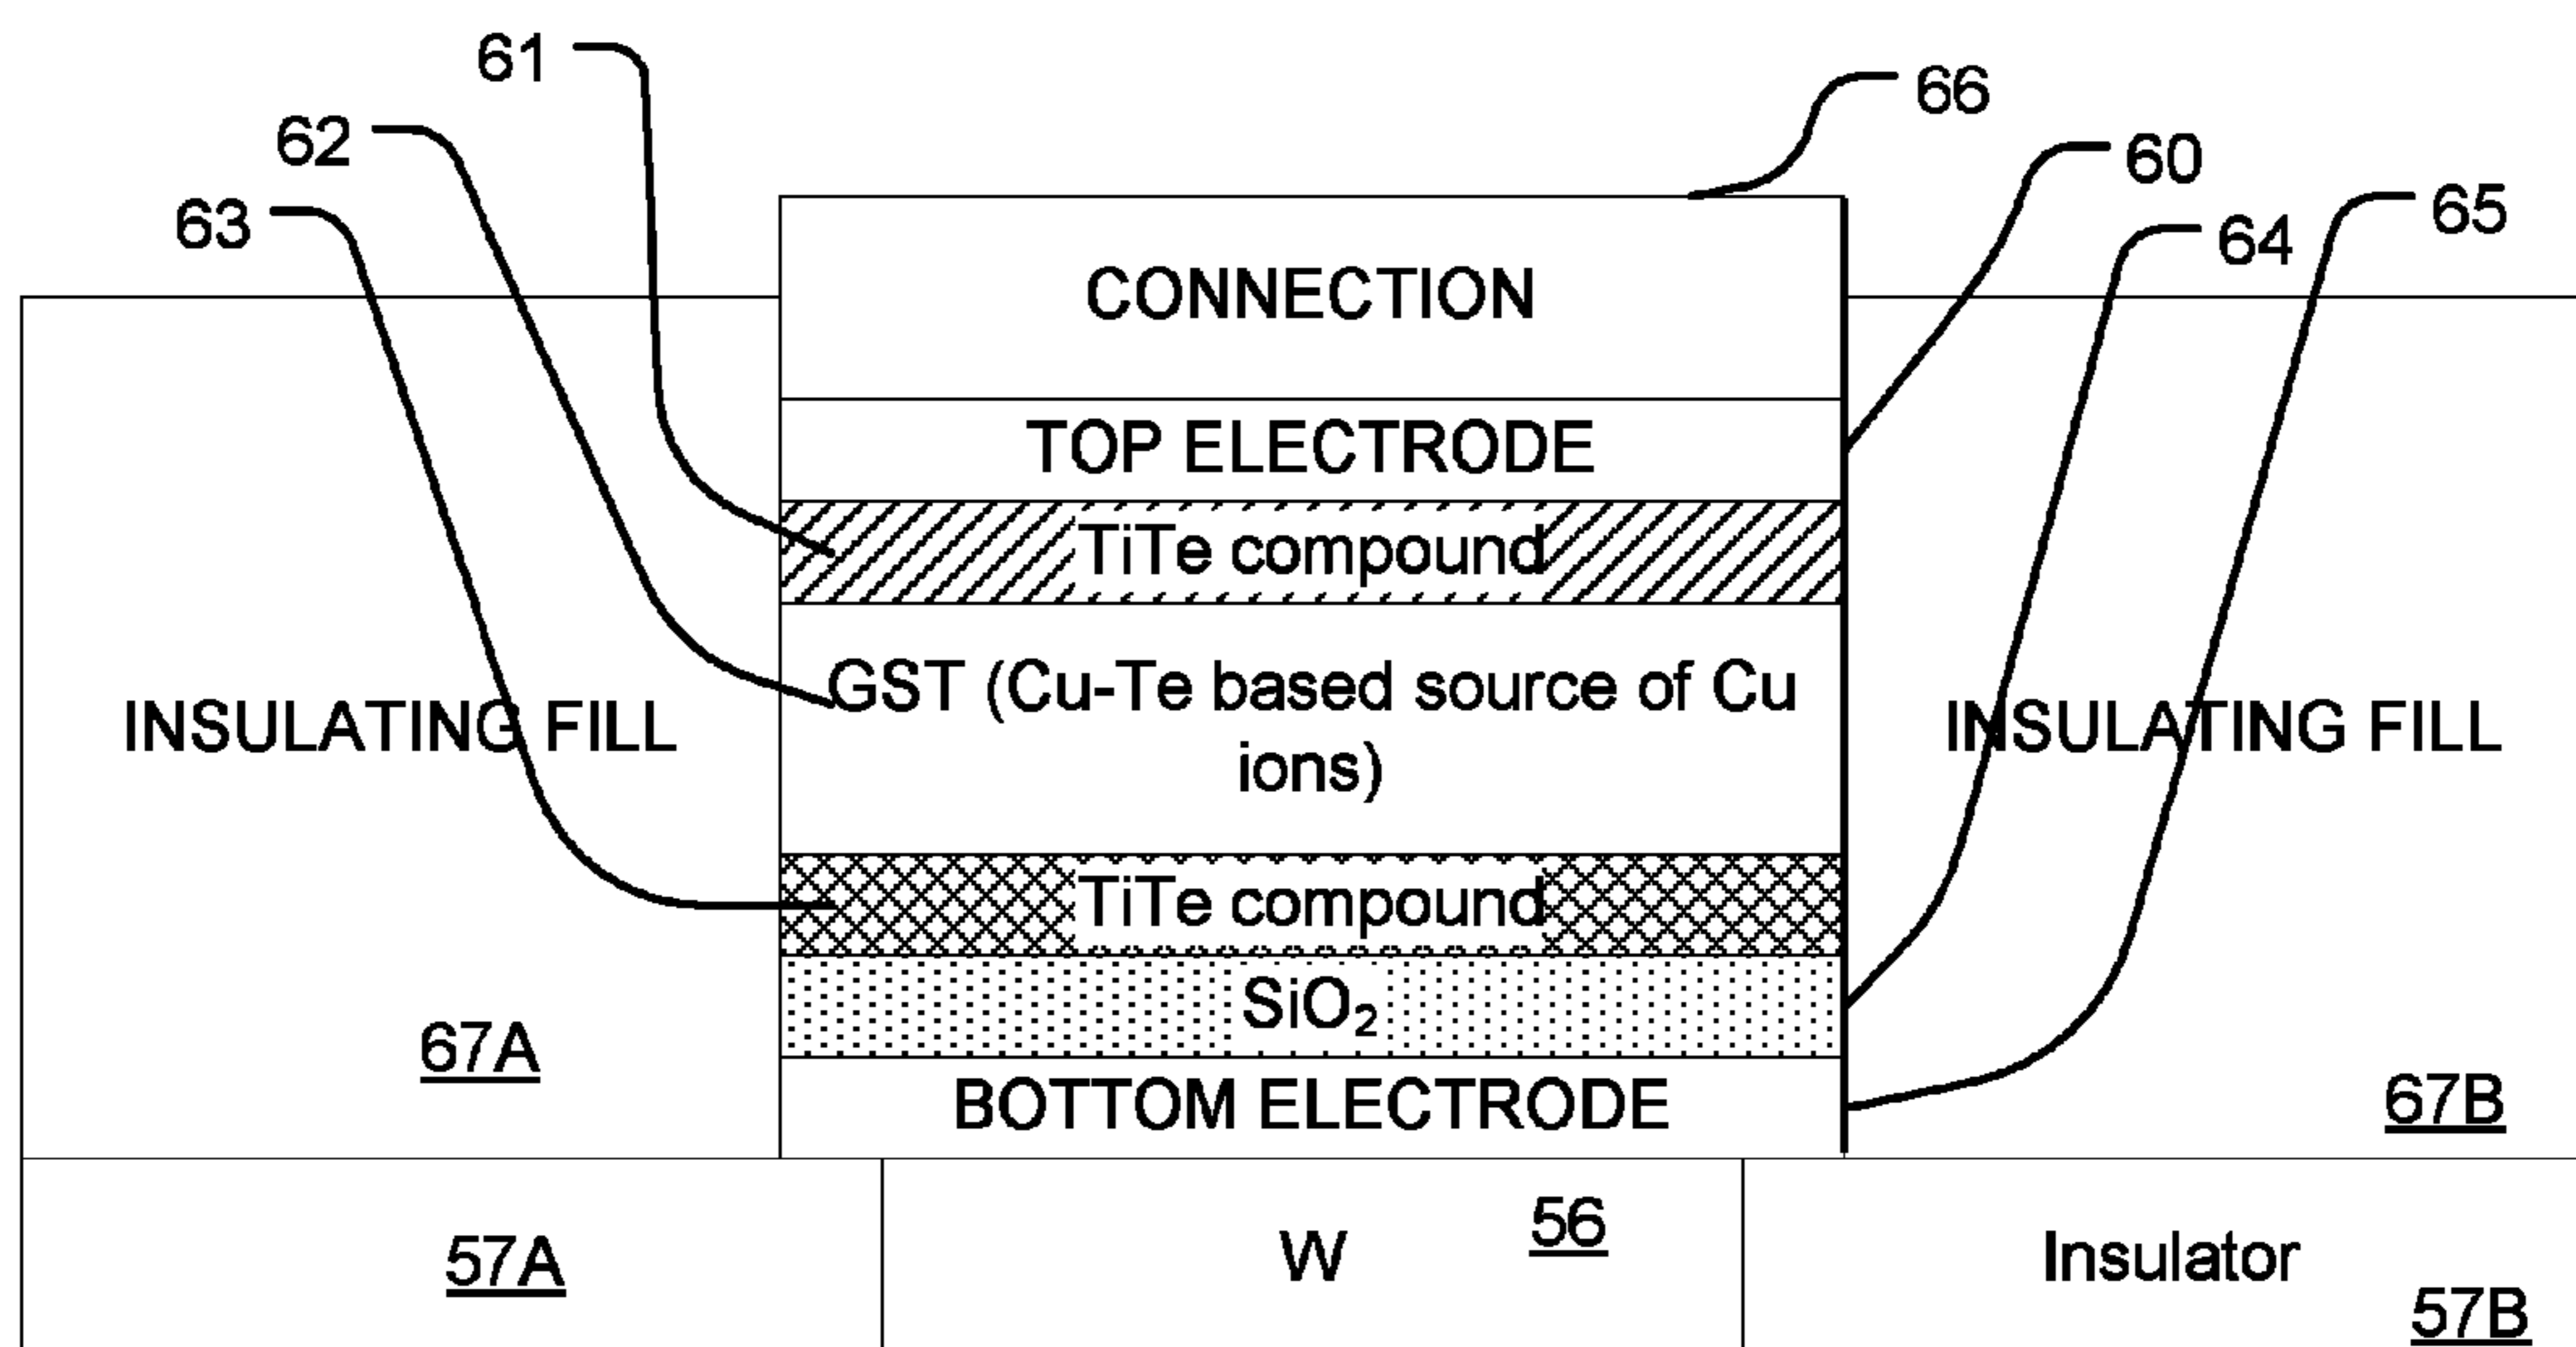 61
66
62
60
63
65
64
CONNECTION
TOP ELECTRODE
TiTe compound
GST (Cu-Te based source of Cu
ions)
INSULATING FILL
INSULATING FILL
TiTe compound
SiO₂
67A
BOTTOM ELECTRODE
67B
56
57A
W
Insulator
57B